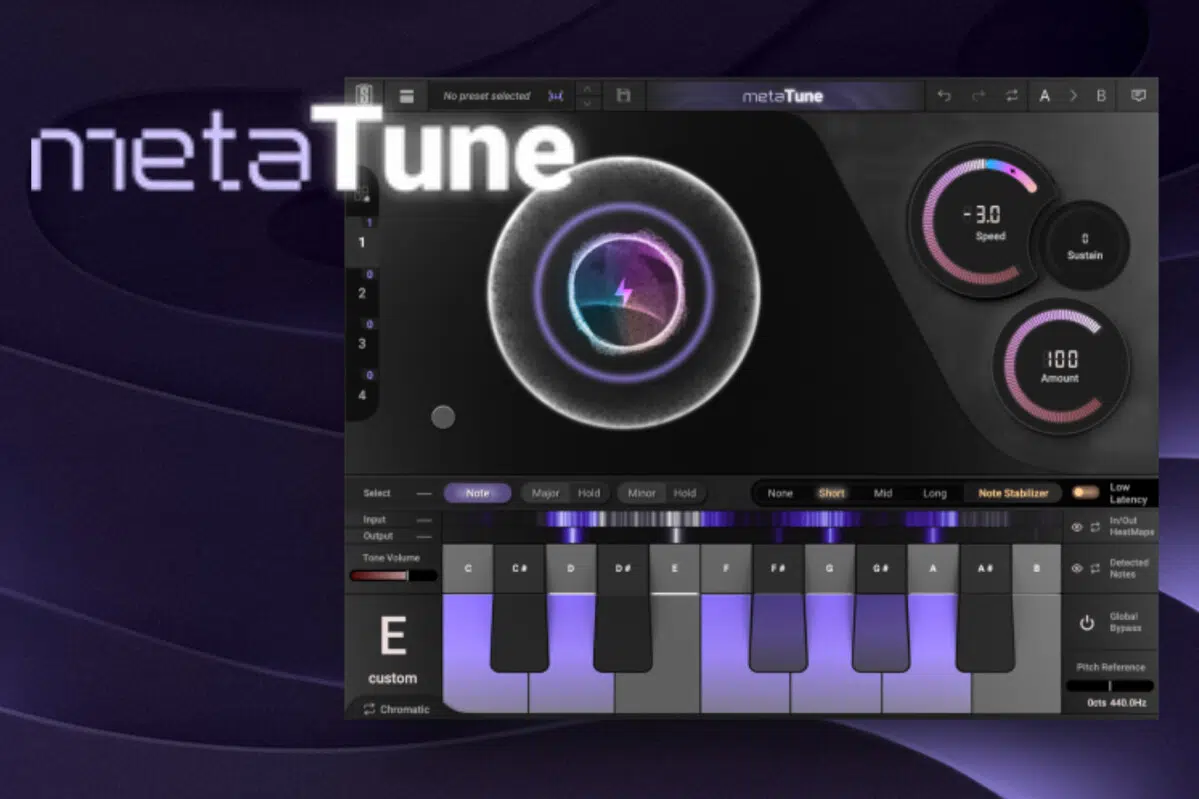 metaTune
No preset selected
metaTune
A
B
1
1
0
2
0
3
0
4
-3.0
Speed
0
Sustain
100
Amount
Select
Note
Major
Hold
Minor
Hold
None
Short
Mid
Long
Note Stabilizer
Low
Latency
Input
Output
In/Out
HeatMaps
Tone Volume
C
C#
D
D#
E
F
F#
G
G#
A
A#
B
Detected
Notes
E
custom
Chromatic
Global
Bypass
Pitch Reference
0cts 440.0Hz